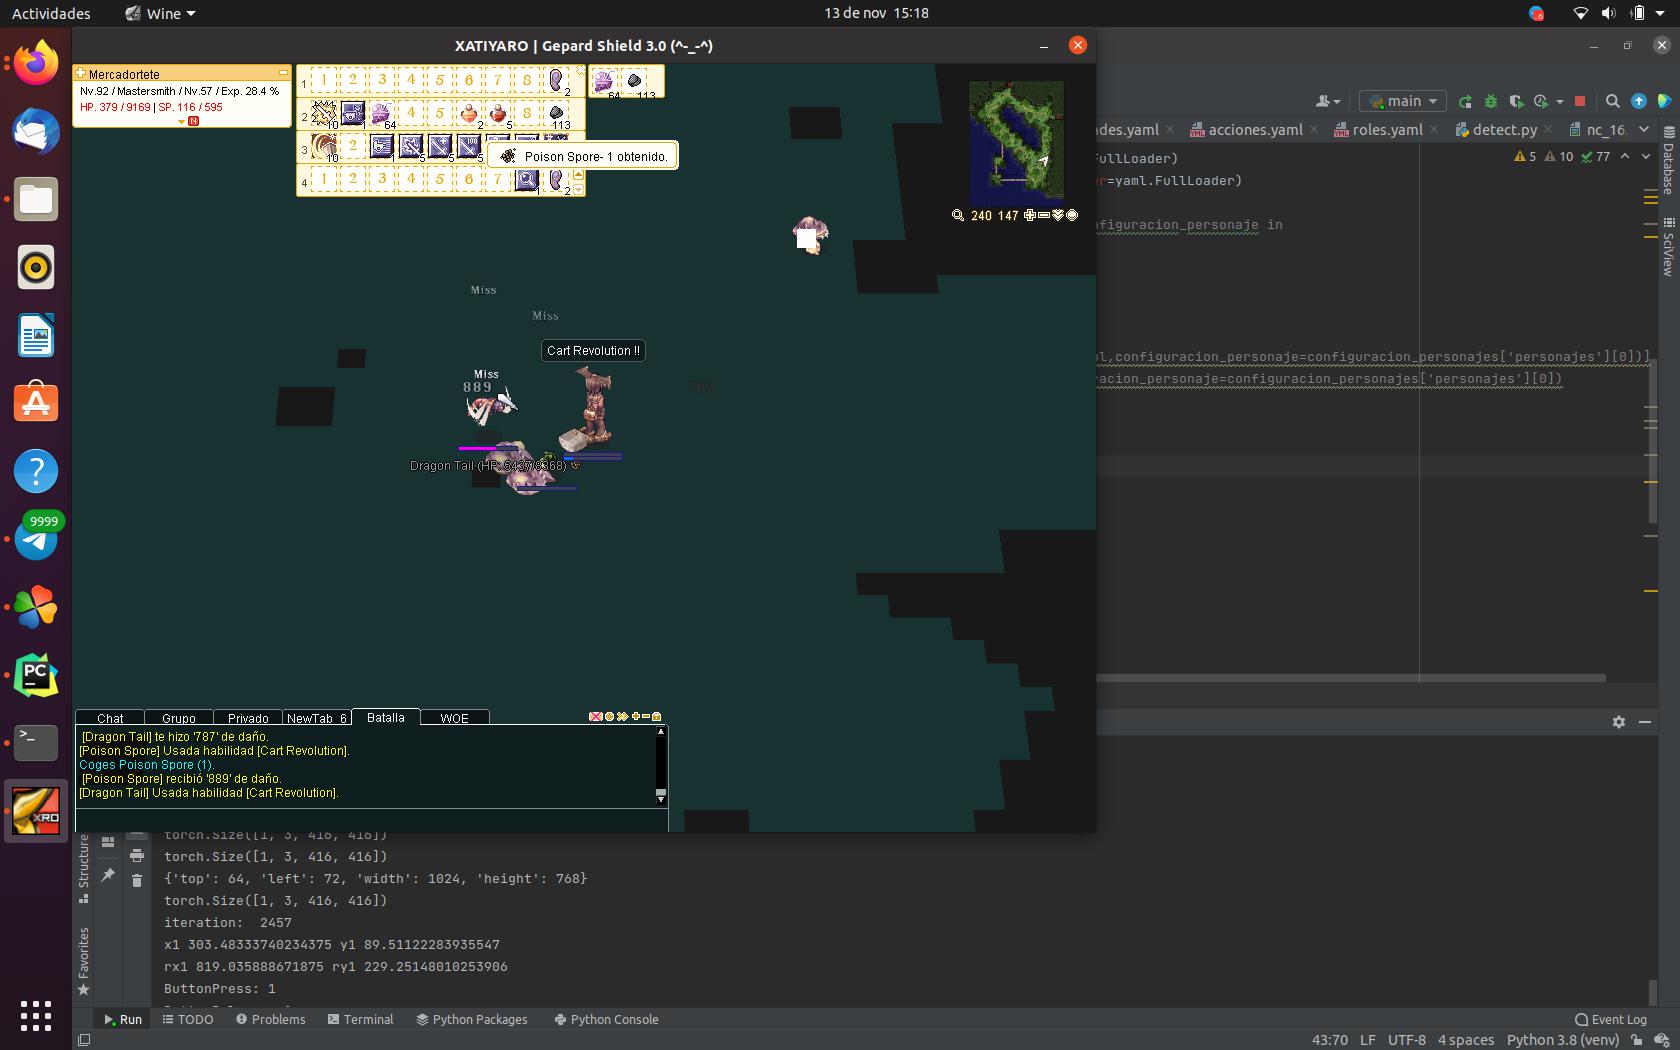 Actividades
Wine
13 de nov 15:18
XATIYARO | Gepard Shield 3.0 (^-_-^)
Mercadortete
Nv.92 / Mastersmith / Nv.57 / Exp. 28.4 %
HP. 379 / 9169 | SP. 116 / 595
1 1 2 3 4 5 6 7 8 2
64 113
2 10 1 64 4 5 2 5 8 113
3 10 2 1 5 5 5
Poison Spore- 1 obtenido.
4 1 2 3 4 5 6 7 1 2
240 147
main
acciones.yaml
roles.yaml
detect.py
nc_16.
FullLoader)
5 10 77
er=yaml.FullLoader)
nfiguracion_personaje in
Database
SciView
Miss
Miss
Cart Revolution !!
Miss
889
Dragon Tail (HP: 5437/8368)
configuracion_personaje=configuracion_personajes['personajes'][0])]
racion_personaje=configuracion_personajes['personajes'][0])
9999
PC
XRO
Chat
Grupo
Privado
NewTab_6
Batalla
WOE
[Dragon Tail] te hizo '787' de daño.
[Poison Spore] Usada habilidad [Cart Revolution].
Coges Poison Spore (1).
[Poison Spore] recibió '889' de daño.
[Dragon Tail] Usada habilidad [Cart Revolution].
torch.Size([1, 3, 416, 416])
torch.Size([1, 3, 416, 416])
{'top': 64, 'left': 72, 'width': 1024, 'height': 768}
torch.Size([1, 3, 416, 416])
iteration:  2457
x1 303.48333740234375 y1 89.51122283935547
rx1 819.035888671875 ry1 229.25148010253906
ButtonPress: 1
Structure
Favorites
Run
TODO
Problems
Terminal
Python Packages
Python Console
Event Log
43:70 LF UTF-8 4 spaces Python 3.8 (venv)